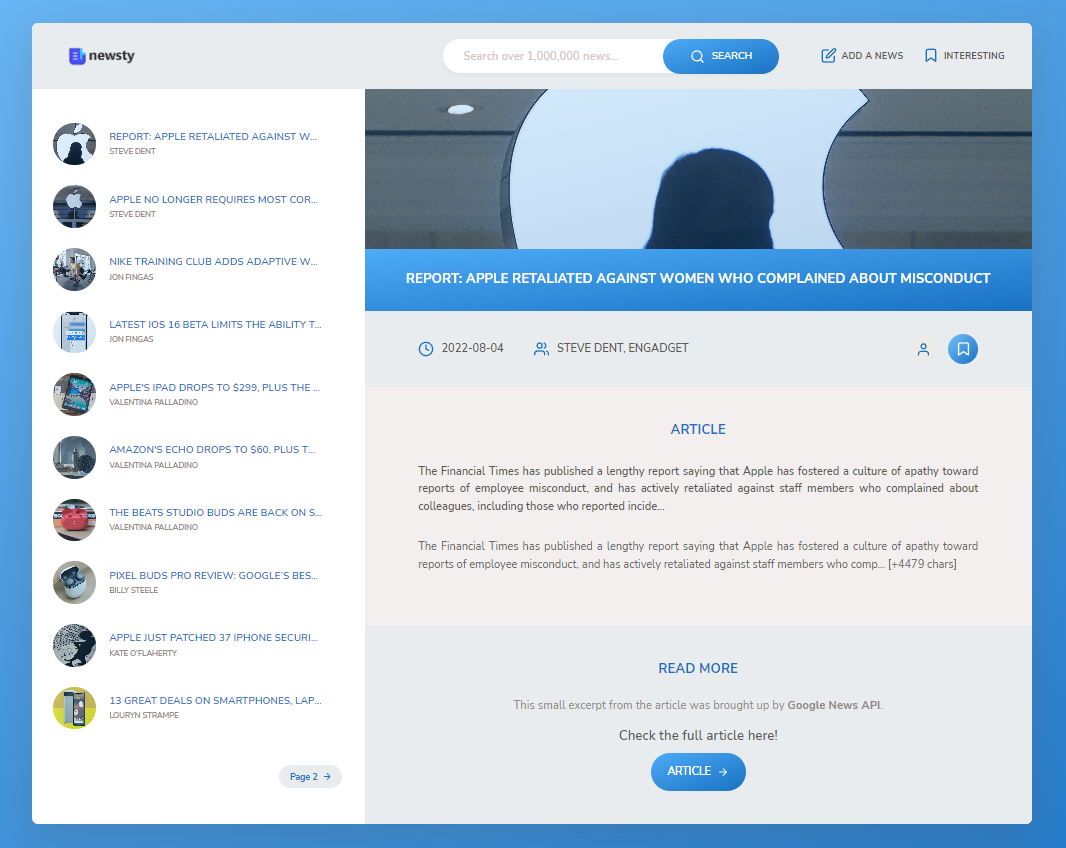 newsty
Search over 1,000,000 news...
SEARCH
ADD A NEWS
INTERESTING
REPORT: APPLE RETALIATED AGAINST W...
STEVE DENT
APPLE NO LONGER REQUIRES MOST COR...
STEVE DENT
NIKE TRAINING CLUB ADDS ADAPTIVE W...
JON FINGAS
LATEST IOS 16 BETA LIMITS THE ABILITY T...
JON FINGAS
APPLE'S IPAD DROPS TO $299, PLUS THE ...
VALENTINA PALLADINO
AMAZON'S ECHO DROPS TO $60, PLUS T...
VALENTINA PALLADINO
THE BEATS STUDIO BUDS ARE BACK ON S...
VALENTINA PALLADINO
PIXEL BUDS PRO REVIEW: GOOGLE'S BES...
BILLY STEELE
APPLE JUST PATCHED 37 IPHONE SECURI...
KATE O'FLAHERTY
13 GREAT DEALS ON SMARTPHONES, LAP...
LOURYN STRAMPE
Page 2
REPORT: APPLE RETALIATED AGAINST WOMEN WHO COMPLAINED ABOUT MISCONDUCT
2022-08-04
STEVE DENT, ENGADGET
ARTICLE
The Financial Times has published a lengthy report saying that Apple has fostered a culture of apathy toward
reports of employee misconduct, and has actively retaliated against staff members who complained about
colleagues, including those who reported incide...
The Financial Times has published a lengthy report saying that Apple has fostered a culture of apathy toward
reports of employee misconduct, and has actively retaliated against staff members who comp... [+4479 chars]
READ MORE
This small excerpt from the article was brought up by Google News API.
Check the full article here!
ARTICLE